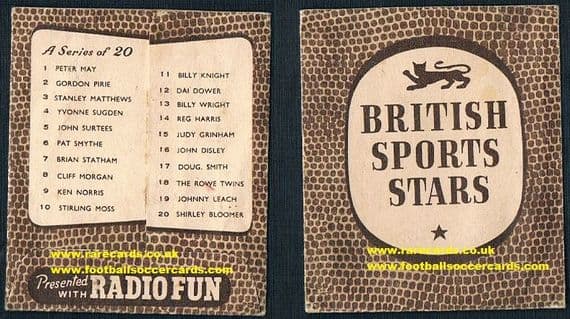 A Series of 20
1 PETER MAY
2 GORDON PIRIE
3 STANLEY MATTHEWS
4 YVONNE SUGDEN
5 JOHN SURTEES
6 PAT SMYTHE
7 BRIAN STATHAM
8 CLIFF MORGAN
9 KEN NORRIS
10 STIRLING MOSS
11 BILLY KNIGHT
12 DAI DOWER
13 BILLY WRIGHT
14 REG HARRIS
15 JUDY GRINHAM
16 JOHN DISLEY
17 DOUG. SMITH
18 THE ROWE TWINS
19 JOHNNY LEACH
20 SHIRLEY BLOOMER
www.rarecards.co.uk
www.footballsoccercards.com
Presented
WITH RADIO FUN
BRITISH
SPORTS
STARS
www.rarecards.co.uk
www.footballsoccercards.com